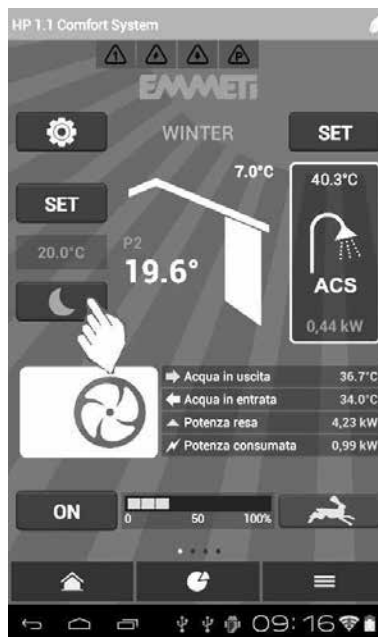 HP 1.1 Comfort System
1 P
EMMETI
WINTER
SET
7.0°C
40.3°C
SET
20.0°C
P2
19.6°
ACS
0,44 kW
Acqua in uscita 36.7°C
Acqua in entrata 34.0°C
Potenza resa 4,23 kW
Potenza consumata 0,99 kW
ON
0 50 100%
09:16